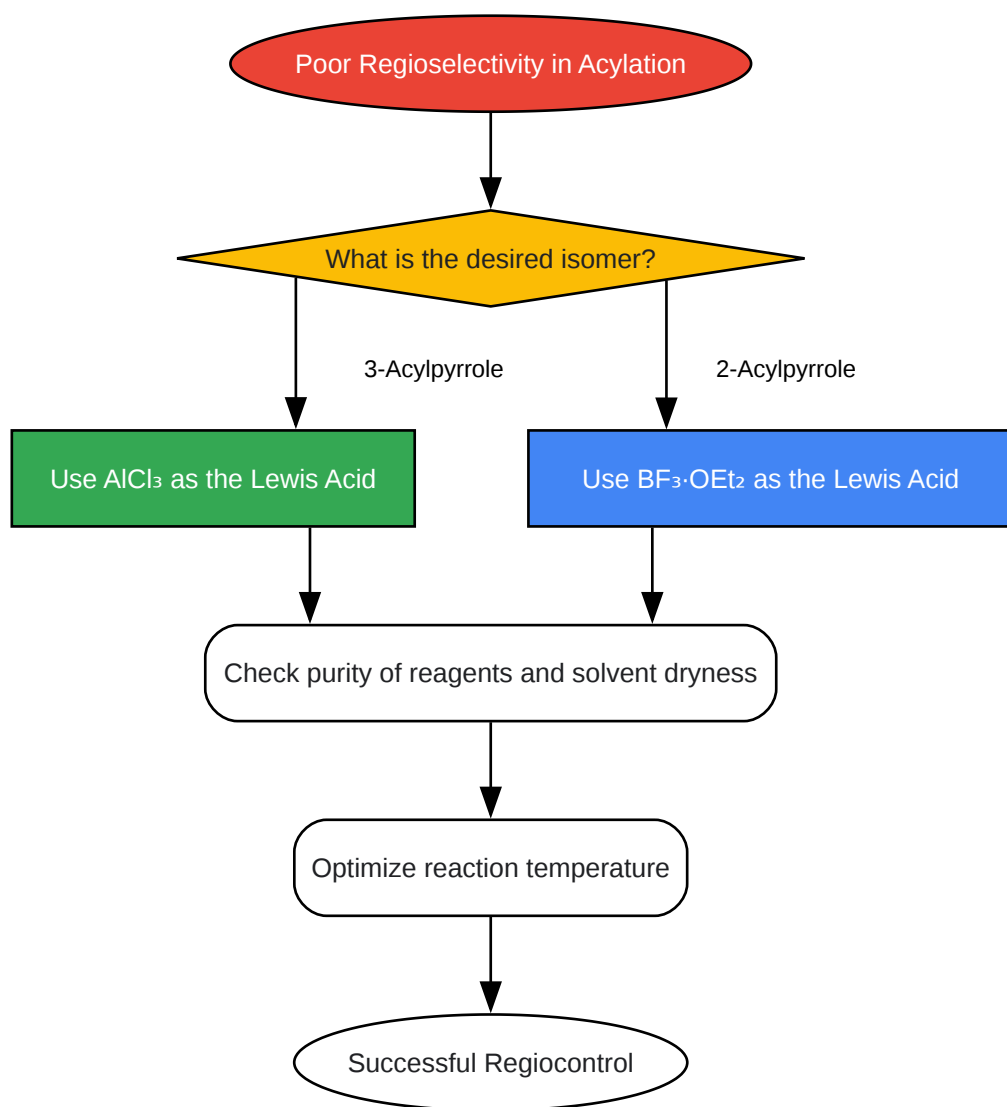 Poor Regioselectivity in Acylation
What is the desired isomer?
3-Acylpyrrole
2-Acylpyrrole
Use AlCl₃ as the Lewis Acid
Use BF₃·OEt₂ as the Lewis Acid
Check purity of reagents and solvent dryness
Optimize reaction temperature
Successful Regiocontrol